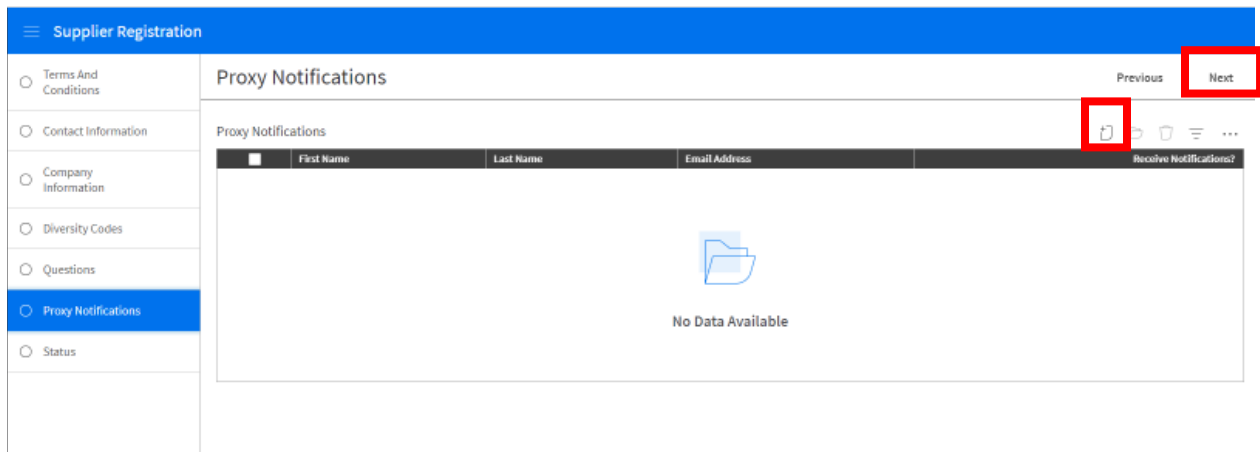 Supplier Registration
Terms And
Conditions
Contact Information
Company
Information
Diversity Codes
Questions
Proxy Notifications
Status
Proxy Notifications
Previous
Next
Proxy Notifications
First Name
Last Name
Email Address
Receive Notifications?
No Data Available